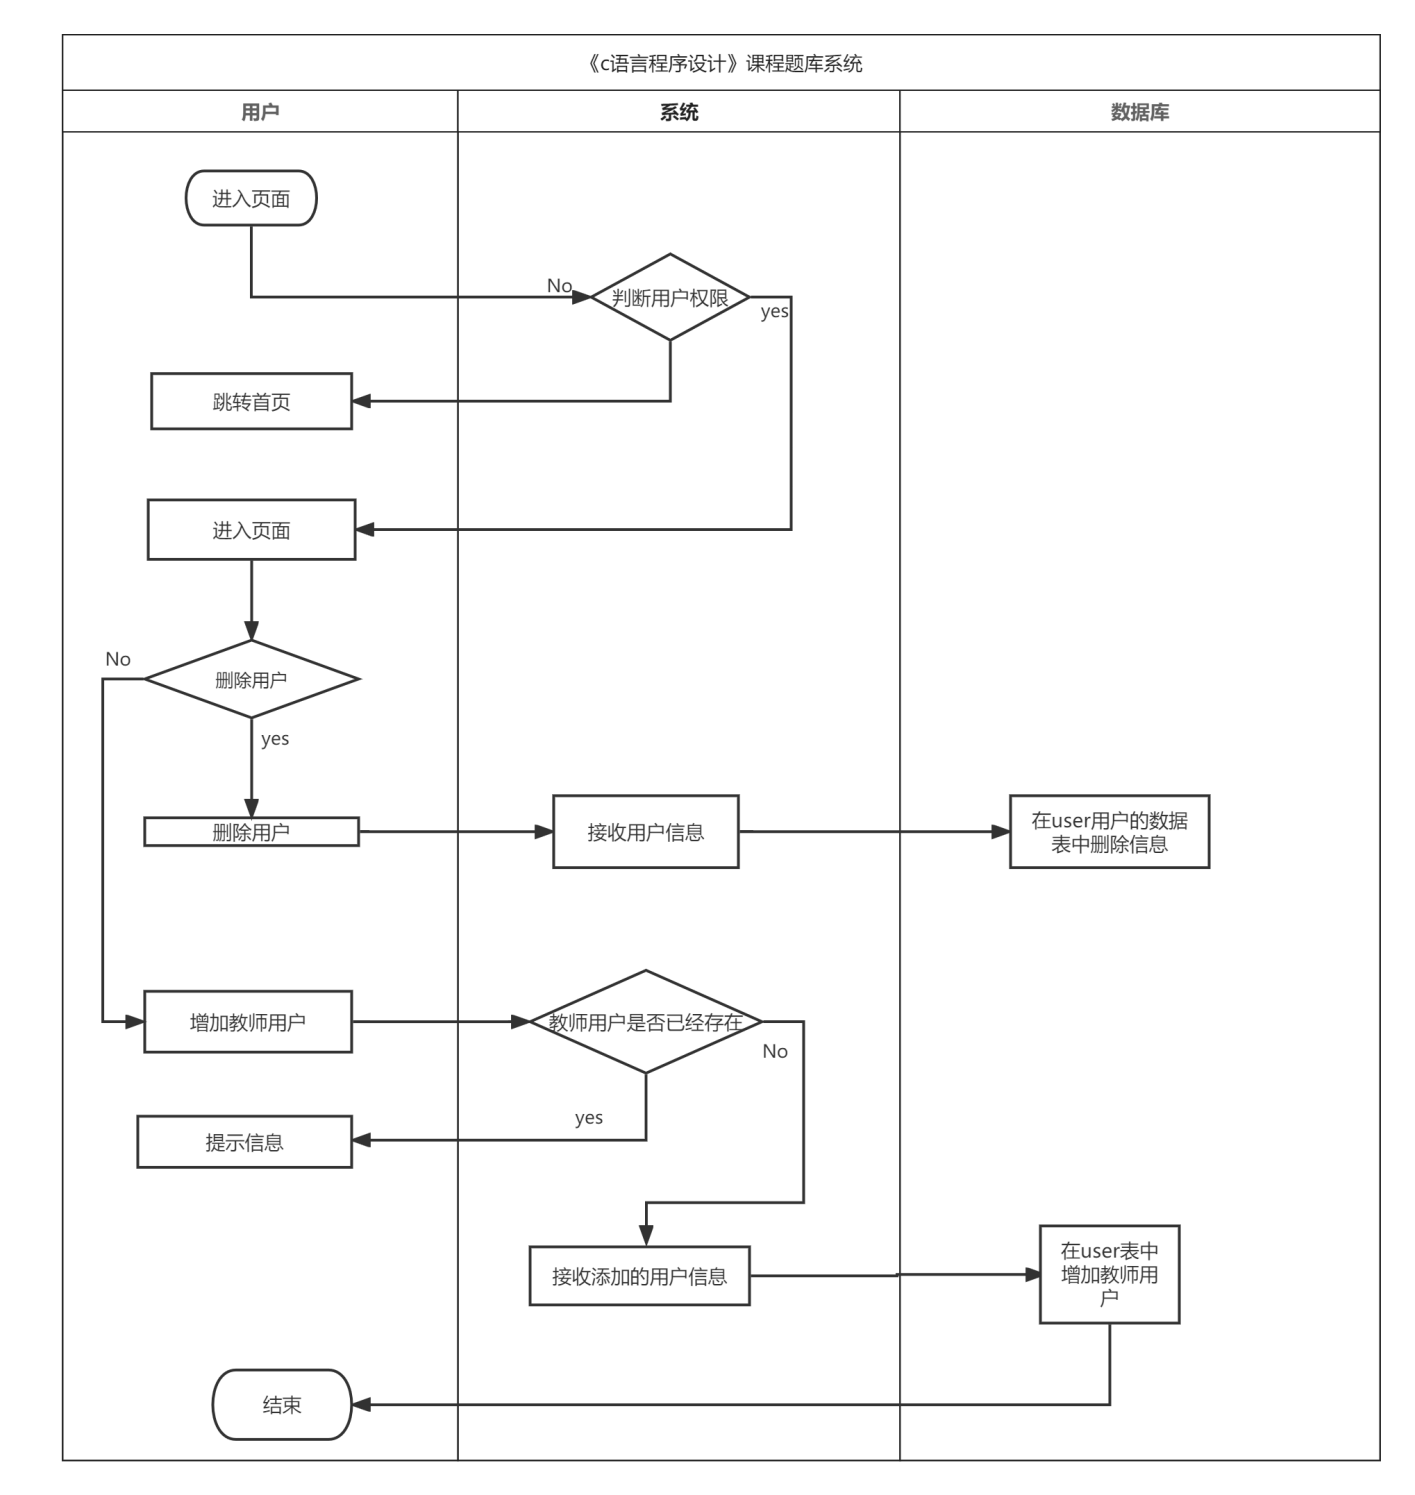 《c语言程序设计》课程题库系统
用户
系统
数据库
进入页面
No
判断用户权限
yes
跳转首页
进入页面
No
删除用户
yes
删除用户
接收用户信息
在user用户的数据
表中删除信息
增加教师用户
教师用户是否已经存在
No
yes
提示信息
接收添加的用户信息
在user表中
增加教师用
户
结束